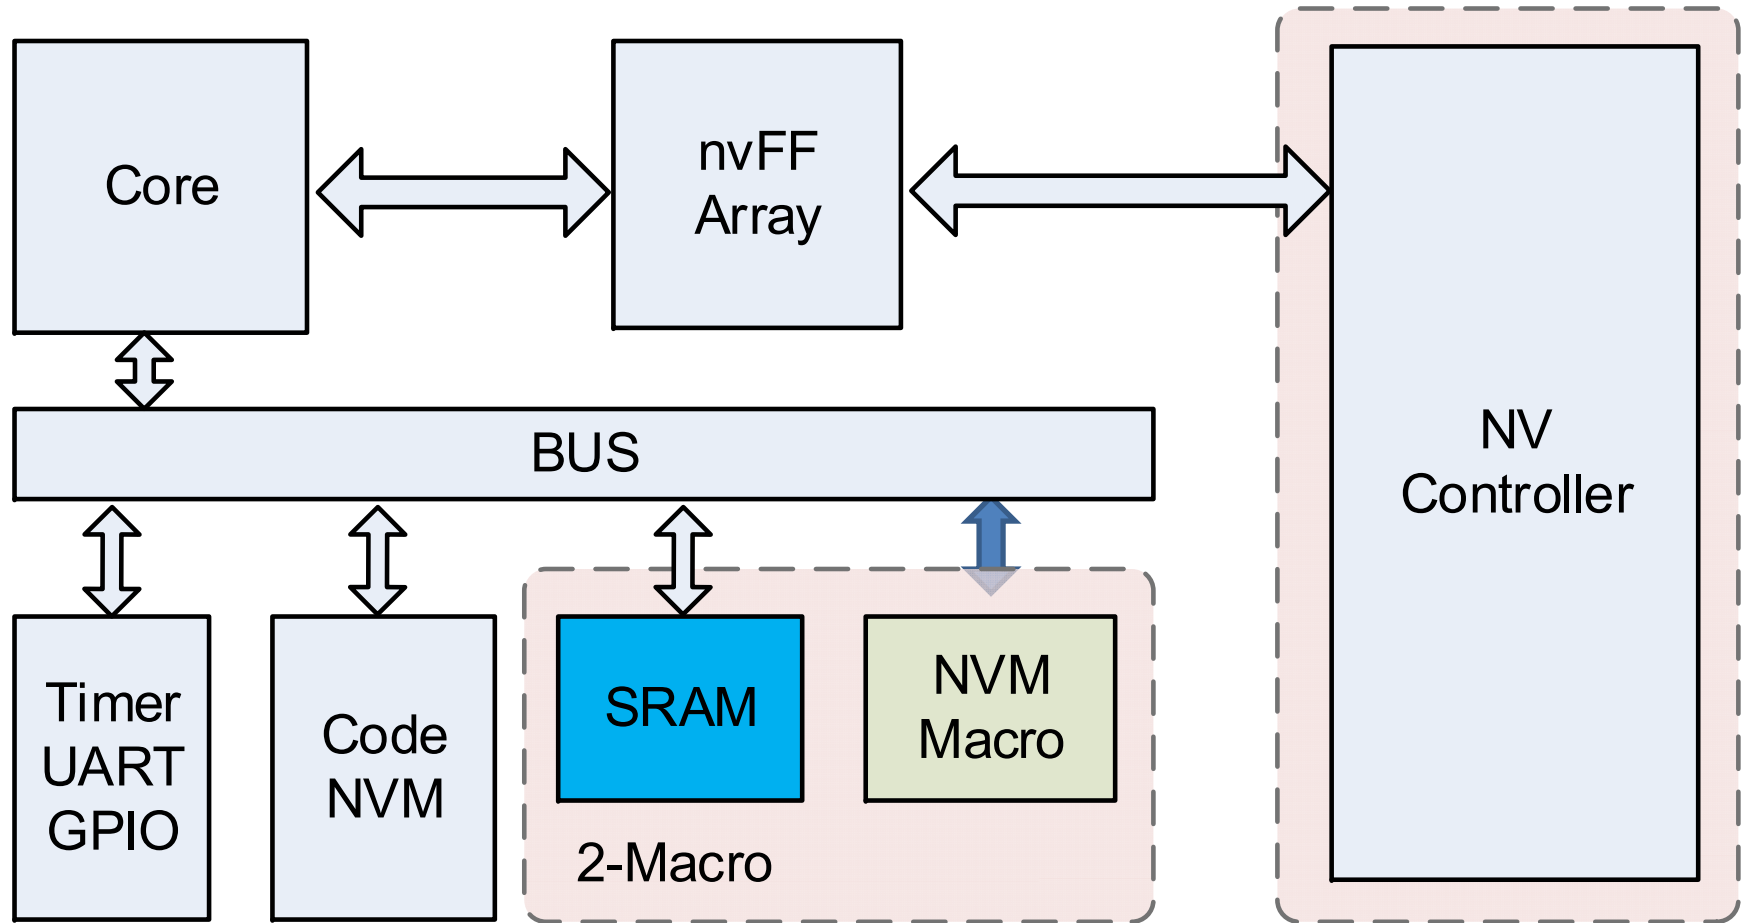 Core
nvFF
Array
BUS
NV
Controller
Timer
UART
GPIO
Code
NVM
SRAM
NVM
Macro
2-Macro